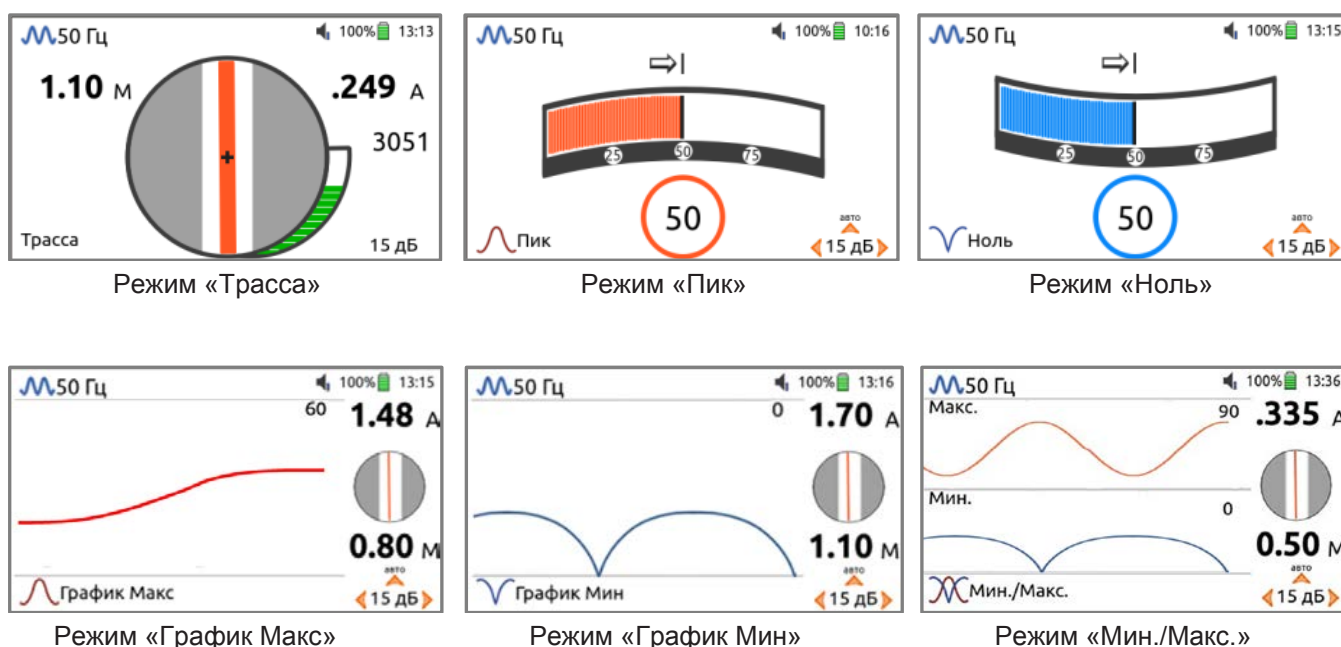 50 Гц 100% 13:13
1.10 м .249 А
3051
Трасса 15 дБ
Режим «Трасса»
50 Гц 100% 10:16
25 50 75
50
Пик авто
15 дБ
Режим «Пик»
50 Гц 100% 13:15
25 50 75
50
Ноль авто
15 дБ
Режим «Ноль»
50 Гц 100% 13:15
60 1.48 А
0.80 м
авто
График Макс 15 дБ
Режим «График Макс»
50 Гц 100% 13:16
0 1.70 А
1.10 м
авто
График Мин 15 дБ
Режим «График Мин»
50 Гц 100% 13:36
Макс. 90 .335 А
Мин. 0
0.50 м
авто
Мин./Макс. 15 дБ
Режим «Мин./Макс.»